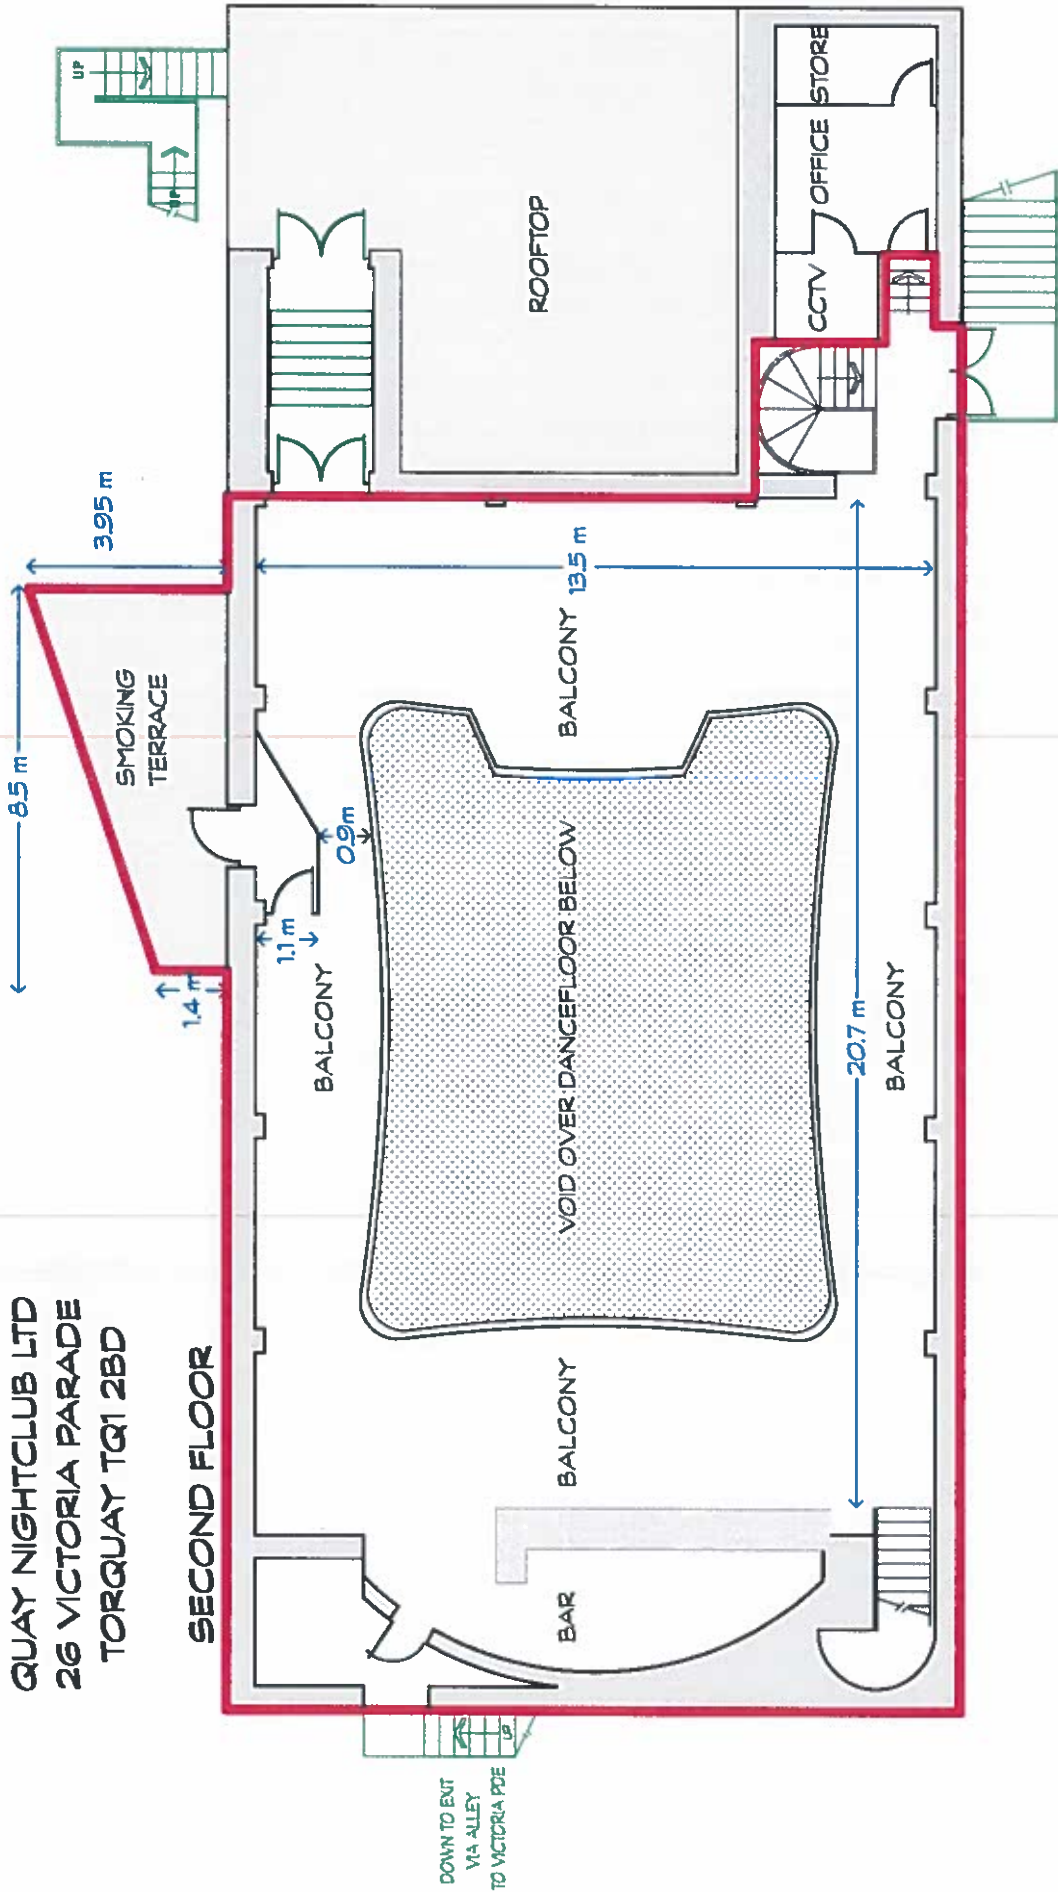 QUAY NIGHTCLUB LTD
26 VICTORIA PARADE
TORQUAY TQ1 2BD
SECOND FLOOR
8.5 m
3.95 m
SMOKING
TERRACE
1.4 m
1.1 m
0.9m
BALCONY
BALCONY
13.5 m
BALCONY
BALCONY
VOID OVER DANCEFLOOR BELOW
20.7 m
BAR
ROOFTOP
CCTV
OFFICE
STORE
UP
UP
UP
DOWN TO EXIT
VIA ALLEY
TO VICTORIA PDE